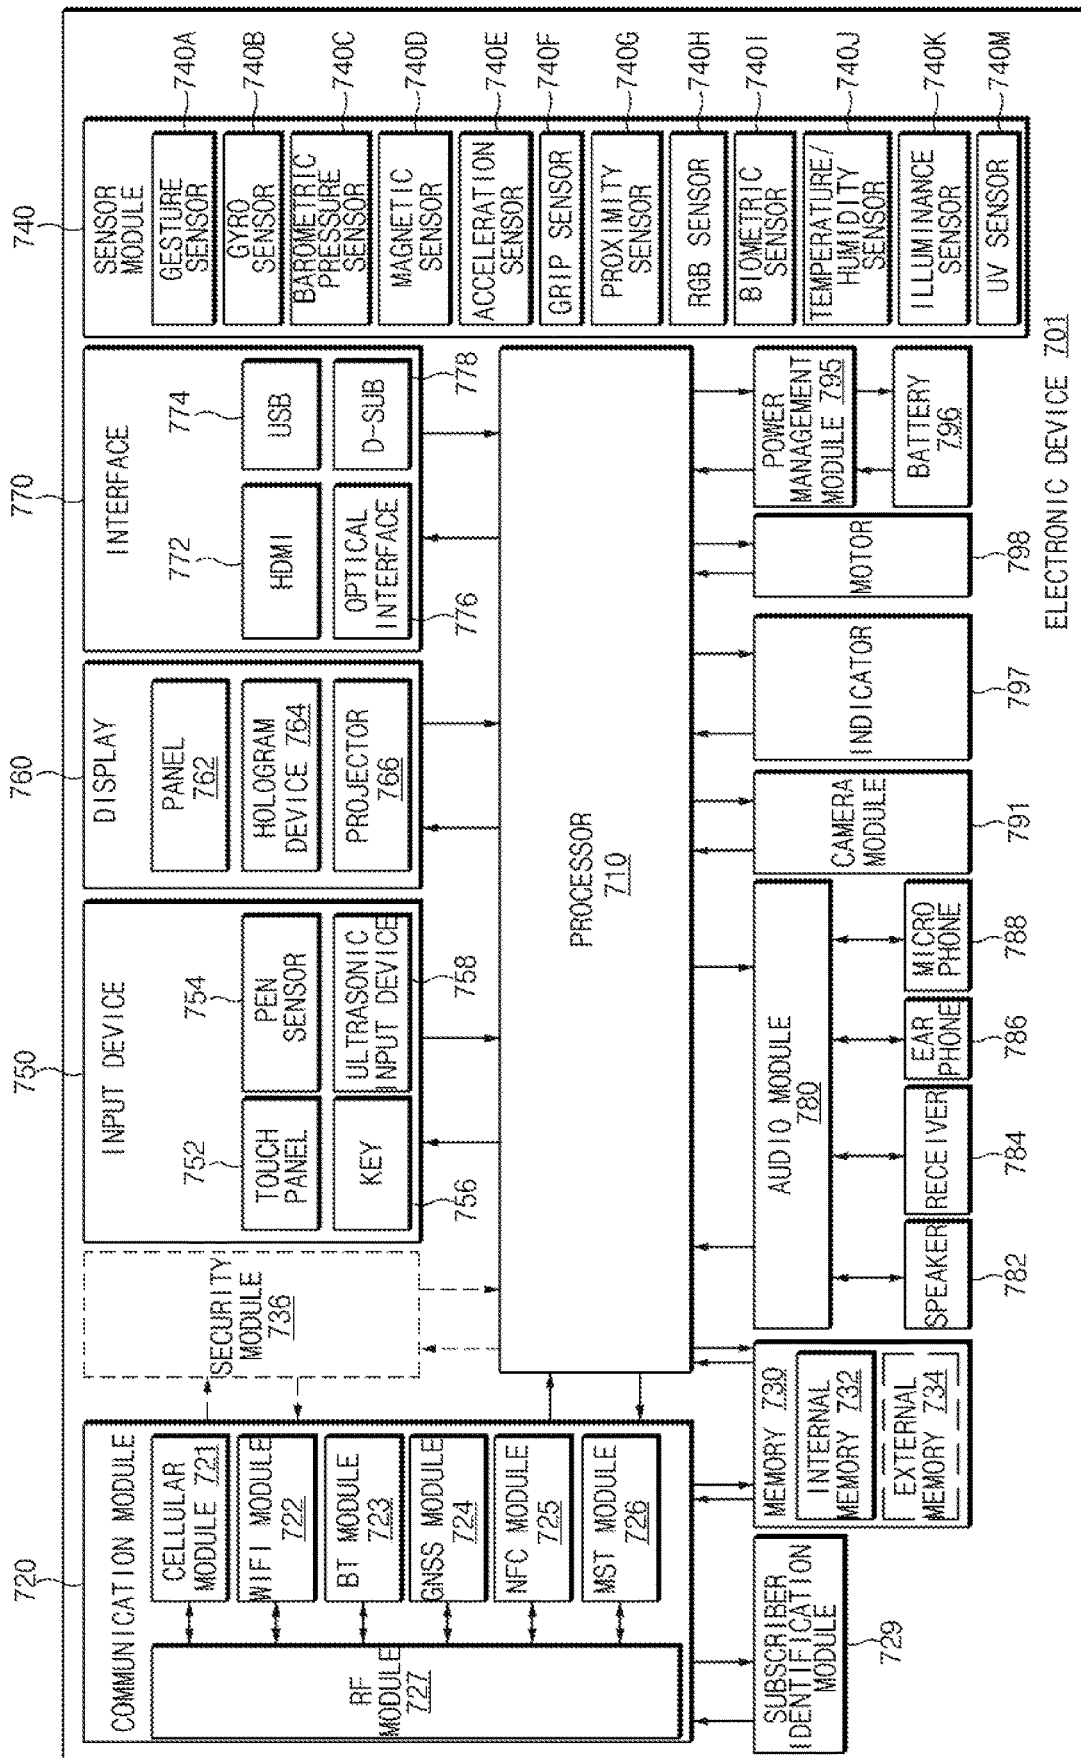 ELECTRONIC DEVICE 701
720
COMMUNICATION MODULE
CELLULAR
MODULE 721
WIFI MODULE
722
BT MODULE
723
GNSS MODULE
724
NFC MODULE
725
MST MODULE
726
RF
MODULE
727
SUBSCRIBER
IDENTIFICATION
MODULE
729
SECURITY
MODULE
736
MEMORY 730
INTERNAL
MEMORY 732
EXTERNAL
MEMORY 734
750
INPUT DEVICE
752
TOUCH
PANEL
754
PEN
SENSOR
KEY
756
ULTRASONIC
INPUT DEVICE
758
760
DISPLAY
PANEL
762
HOLOGRAM
DEVICE 764
PROJECTOR
766
770
INTERFACE
772
HDMI
774
USB
OPTICAL
INTERFACE
776
D-SUB
778
740
SENSOR
MODULE
GESTURE
SENSOR
740A
GYRO
SENSOR
740B
BAROMETRIC
PRESSURE
SENSOR
740C
MAGNETIC
SENSOR
740D
ACCELERATION
SENSOR
740E
GRIP SENSOR
740F
PROXIMITY
SENSOR
740G
RGB SENSOR
740H
BIOMETRIC
SENSOR
740I
TEMPERATURE/
HUMIDITY
SENSOR
740J
ILLUMINANCE
SENSOR
740K
UV SENSOR
740M
PROCESSOR
710
AUDIO MODULE
780
SPEAKER
782
RECEIVER
784
EAR
PHONE
786
MICRO
PHONE
788
CAMERA
MODULE
791
INDICATOR
797
MOTOR
798
POWER
MANAGEMENT
MODULE 795
BATTERY
796